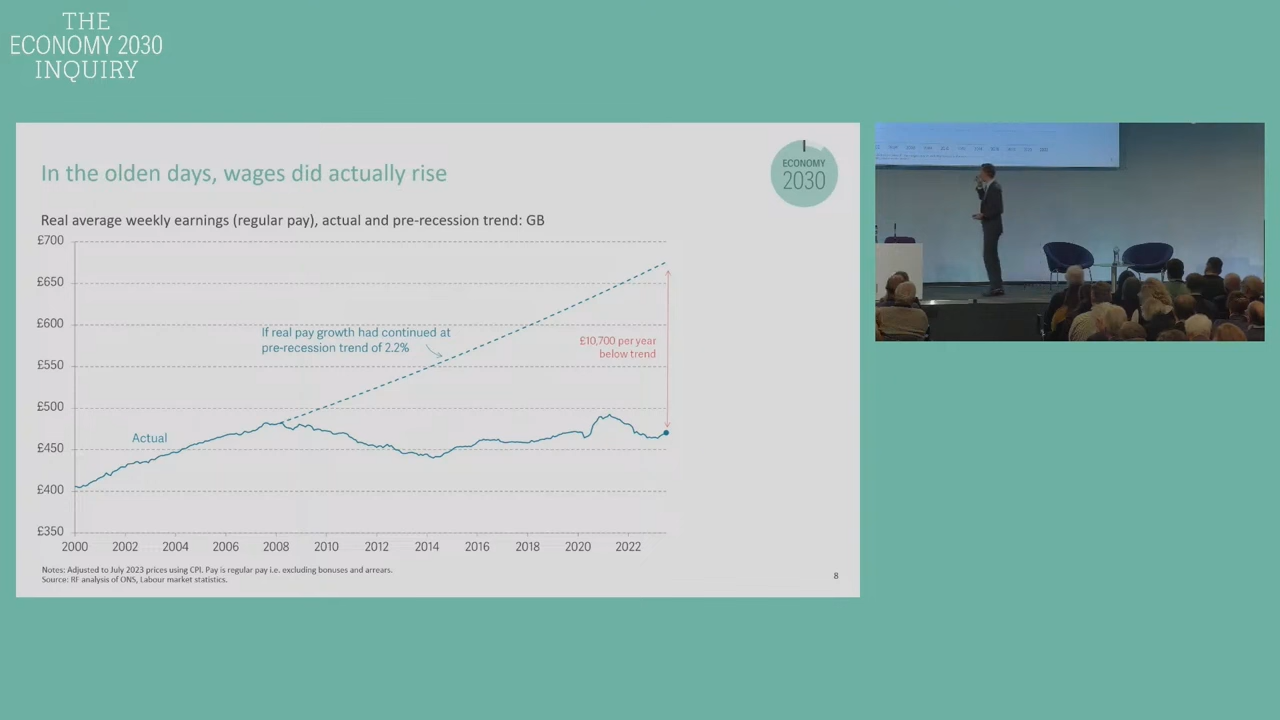 THE
ECONOMY 2030
INQUIRY
In the olden days, wages did actually rise
ECONOMY
2030
Real average weekly earnings (regular pay), actual and pre-recession trend: GB
£700
£650
£600
£550
£500
£450
£400
£350
If real pay growth had continued at
pre-recession trend of 2.2%
£10,700 per year
below trend
Actual
2000 2002 2004 2006 2008 2010 2012 2014 2016 2018 2020 2022
Notes: Adjusted to July 2023 prices using CPI. Pay is regular pay i.e. excluding bonuses and arrears.
Source: RF analysis of ONS, Labour market statistics.
8